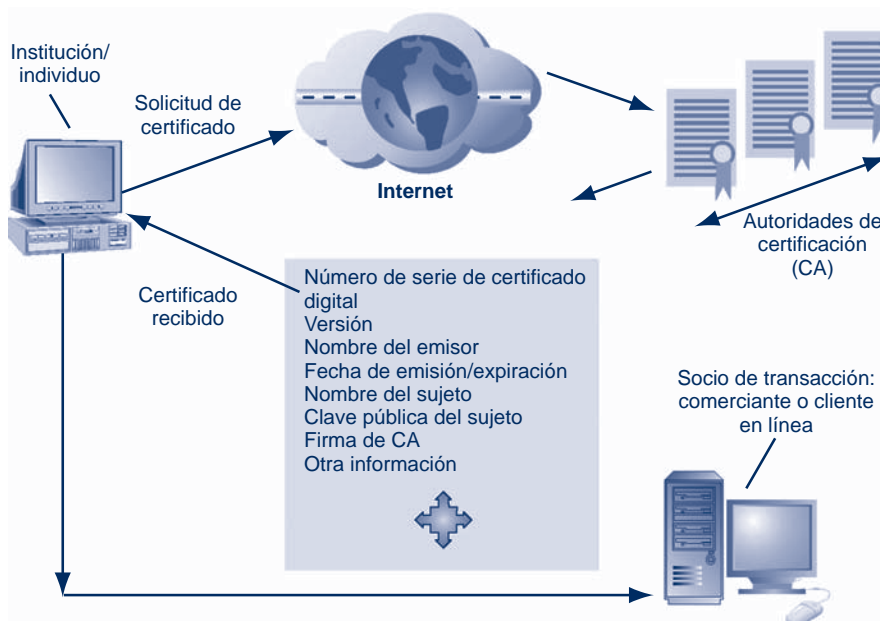 Institución/
individuo
Solicitud de
certificado
Internet
Autoridades de
certificación
(CA)
Certificado
recibido
Número de serie de certificado
digital
Versión
Nombre del emisor
Fecha de emisión/expiración
Nombre del sujeto
Clave pública del sujeto
Firma de CA
Otra información
Socio de transacción:
comerciante o cliente
en línea